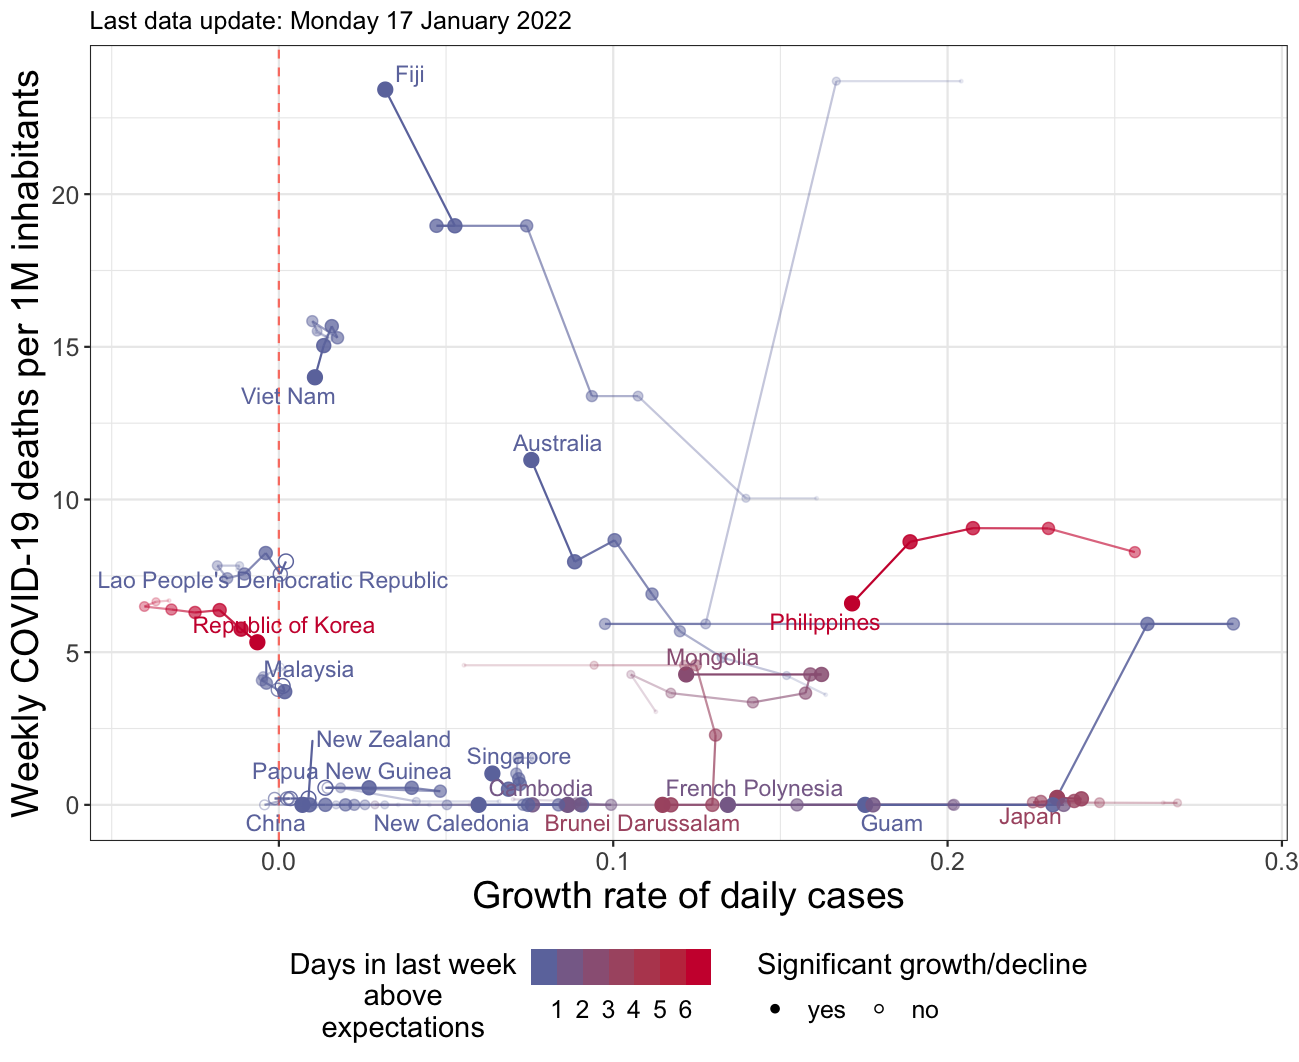 Last data update: Monday 17 January 2022
Weekly COVID-19 deaths per 1M inhabitants
20
15
10
5
0
Fiji
Viet Nam
Australia
Lao People's Democratic Republic
Republic of Korea
Philippines
Mongolia
Malaysia
New Zealand
Singapore
Papua New Guinea
Cambodia
French Polynesia
China
New Caledonia
Brunei Darussalam
Guam
Japan
0.0
0.1
0.2
0.3
Growth rate of daily cases
Days in last week
above
expectations
1 2 3 4 5 6
Significant growth/decline
yes
no